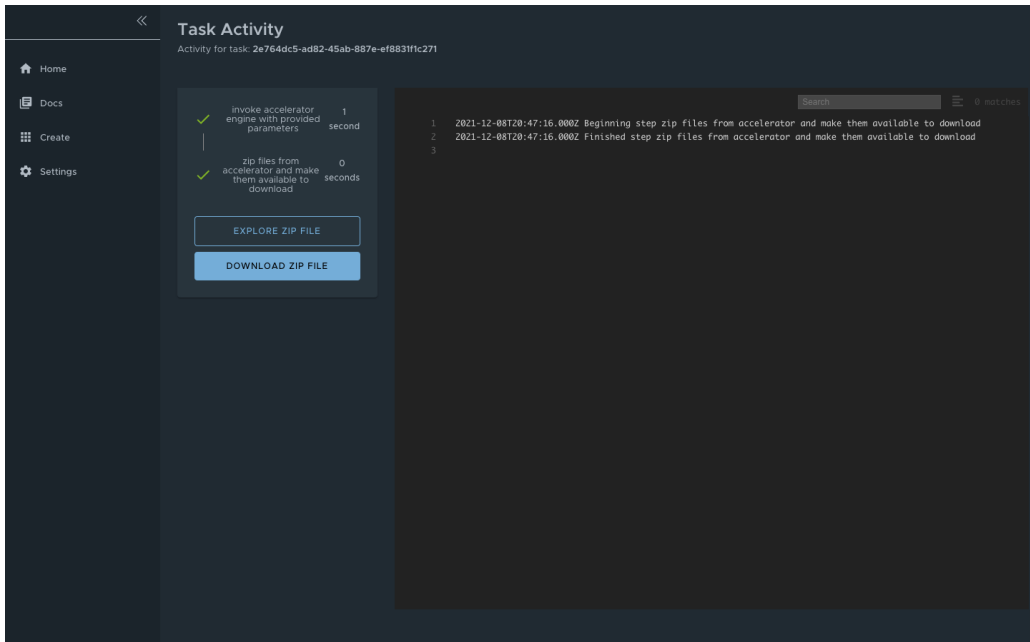 Task Activity
Activity for task: 2e764dc5-ad82-45ab-887e-ef8831f1c271
Home
Docs
Create
Settings
invoke accelerator
engine with provided
parameters
1
second
zip files from
accelerator and make
them available to
download
0
seconds
EXPLORE ZIP FILE
DOWNLOAD ZIP FILE
Search
0 matches
1 2021-12-08T20:47:16.000Z Beginning step zip files from accelerator and make them available to download
2 2021-12-08T20:47:16.000Z Finished step zip files from accelerator and make them available to download
3